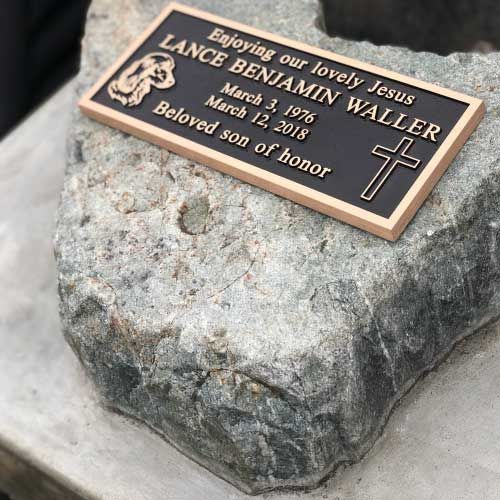 Enjoying our lovely Jesus
LANCE BENJAMIN WALLER
March 3, 1976
March 12, 2018
Beloved son of honor